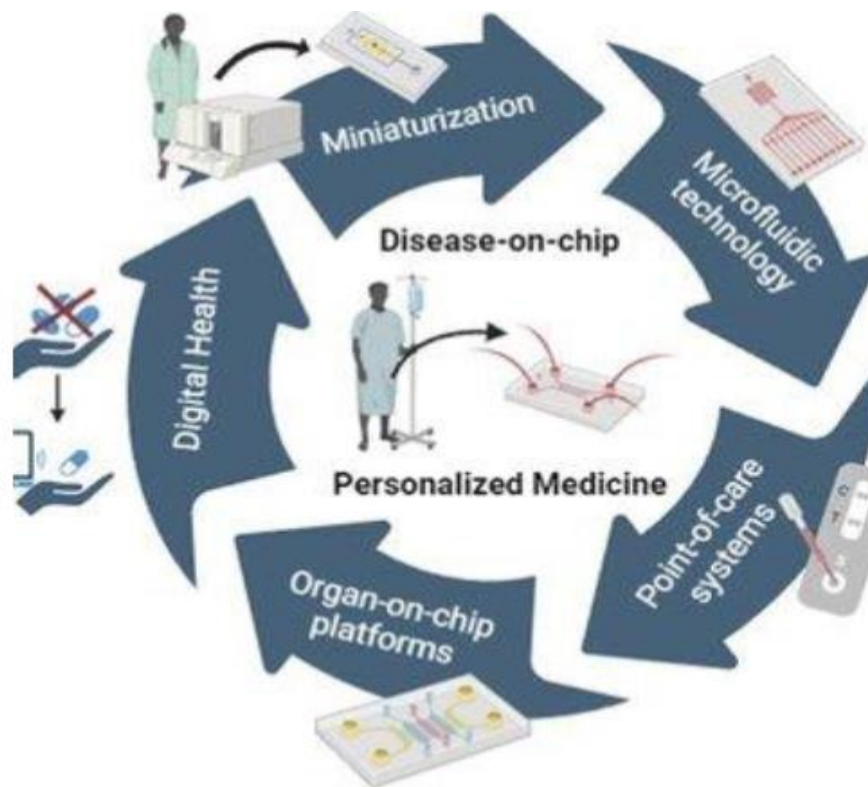 Miniaturization
Microfluidic
technology
Disease-on-chip
Digital Health
Personalized Medicine
Point-of-care
systems
Organ-on-chip
platforms